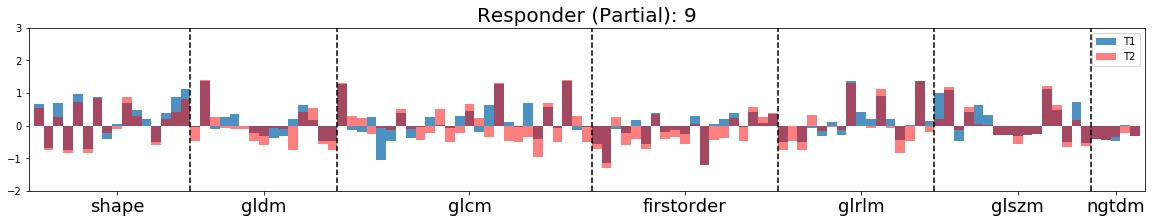 Responder (Partial): 9
3
2
1
0
−1
−2
T1
T2
shape gldm glcm firstorder glrlm glszm ngtdm